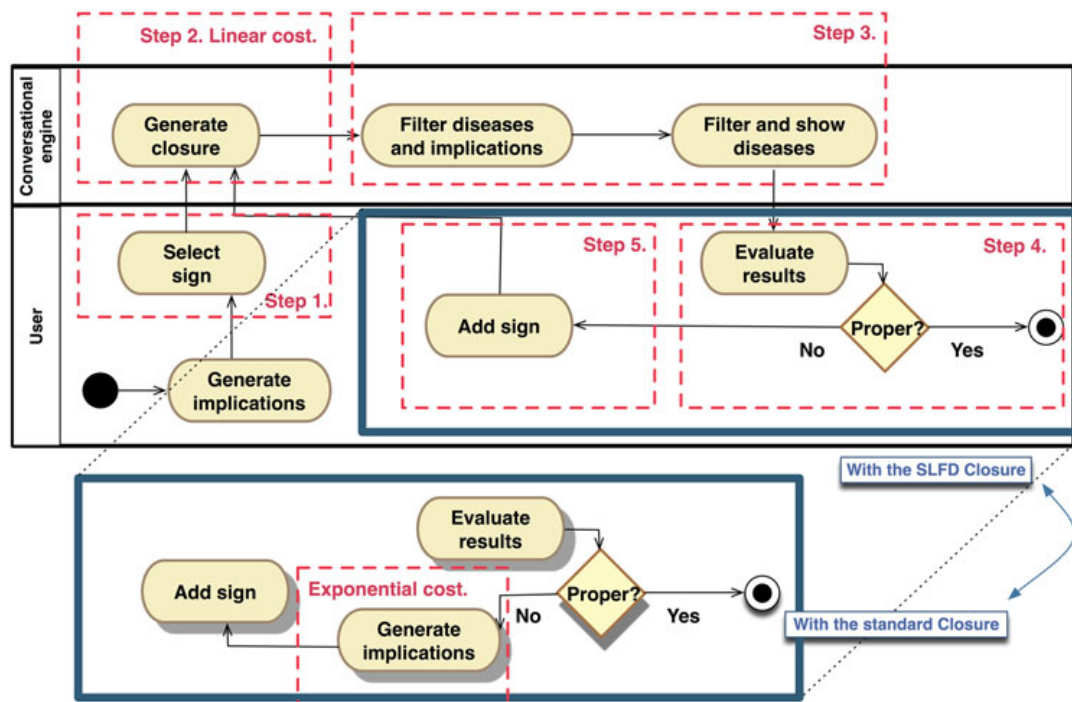 Step 2. Linear cost.
Step 3.
Conversational
engine
Generate
closure
Filter diseases
and implications
Filter and show
diseases
User
Select
sign
Step 1.
Generate
implications
Step 5.
Add sign
Evaluate
results
Step 4.
Proper?
No
Yes
With the SLFD Closure
Evaluate
results
Add sign
Exponential cost.
Generate
implications
Proper?
No
Yes
With the standard Closure